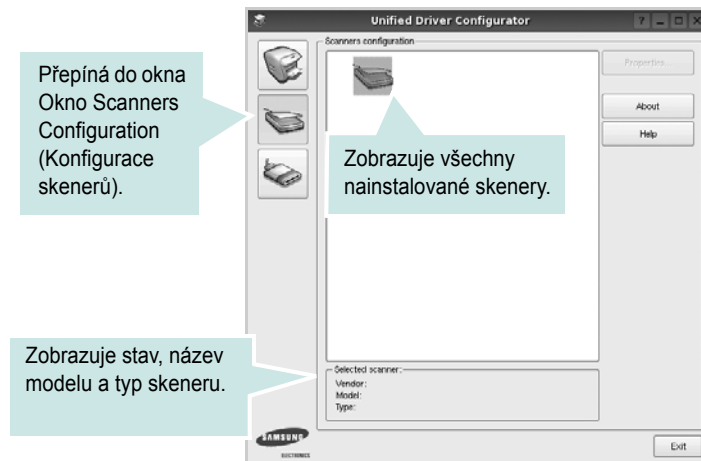 Unified Driver Configurator
Scanners configuration
Properties...
About
Help
Přepíná do okna
Okno Scanners
Configuration
(Konfigurace
skenerů).
Zobrazuje všechny
nainstalované skenery.
Zobrazuje stav, název
modelu a typ skeneru.
Selected scanner:
Vendor:
Model:
Type:
SAMSUNG
ELECTRONICS
Exit